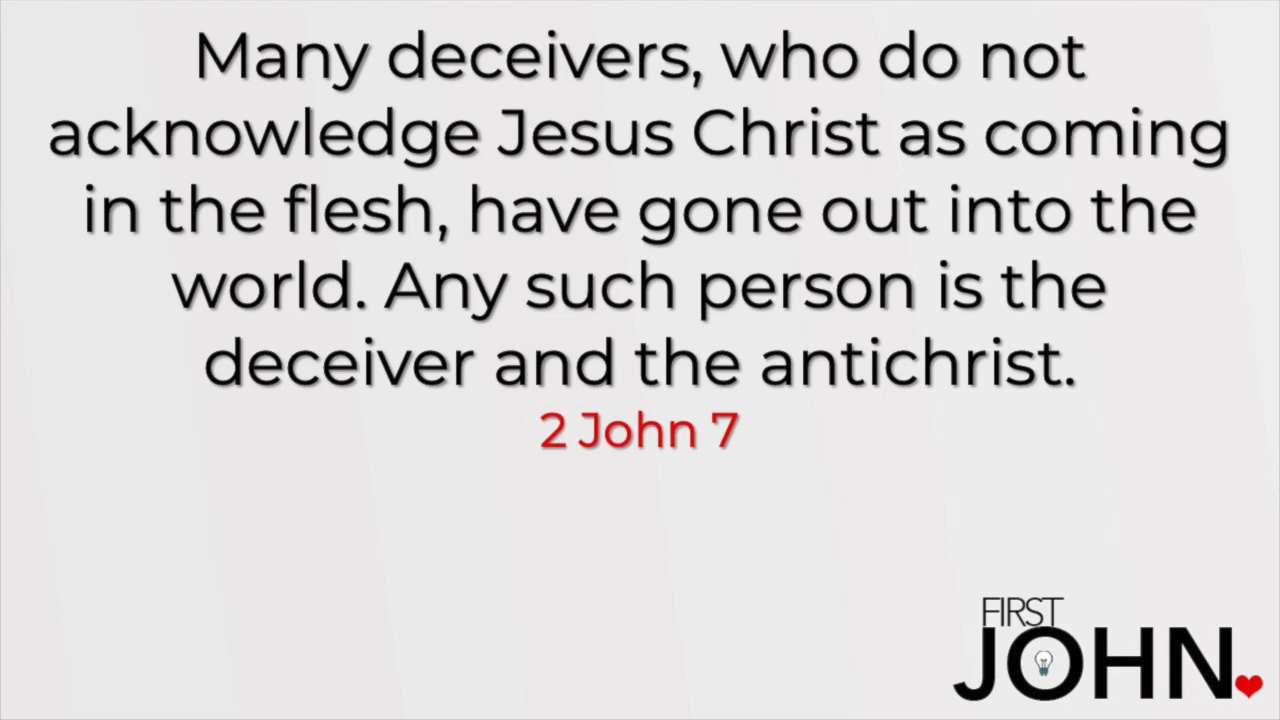 Many deceivers, who do not
acknowledge Jesus Christ as coming
in the flesh, have gone out into the
world. Any such person is the
deceiver and the antichrist.
2 John 7
FIRST
JOHN